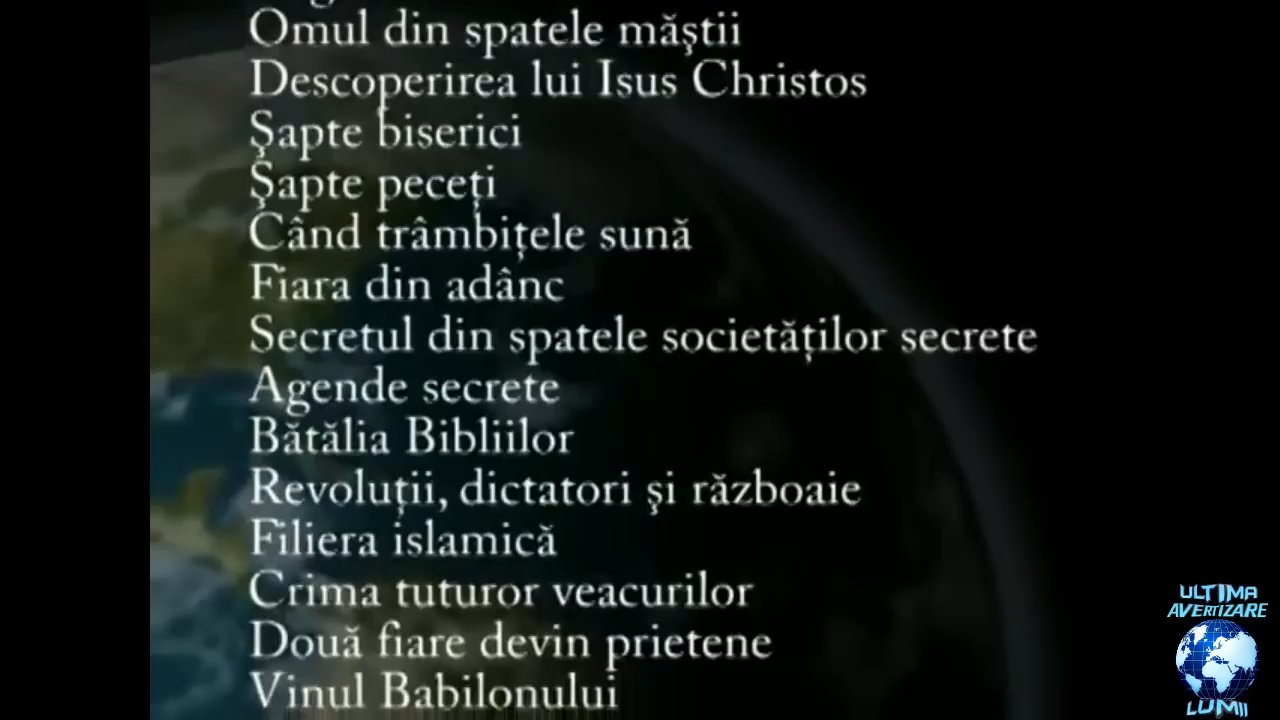 Omul din spatele măştii
Descoperirea lui Isus Christos
Şapte biserici
Şapte peceţi
Când trâmbiţele sună
Fiara din adânc
Secretul din spatele societăţilor secrete
Agende secrete
Bătălia Bibliilor
Revoluţii, dictatori şi războaie
Filiera islamică
Crima tuturor veacurilor
Două fiare devin prietene
Vinul Babilonului
ULTIMA
AVERTIZARE
LUMII